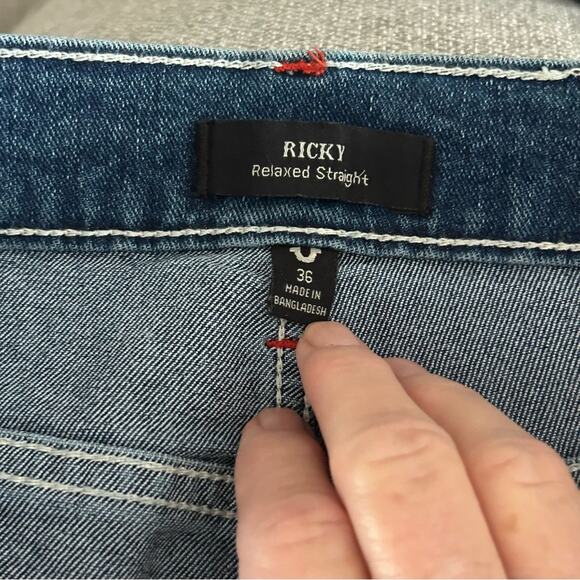 RICKY
Relaxed Straight
36
MADE IN
BANGLADESH